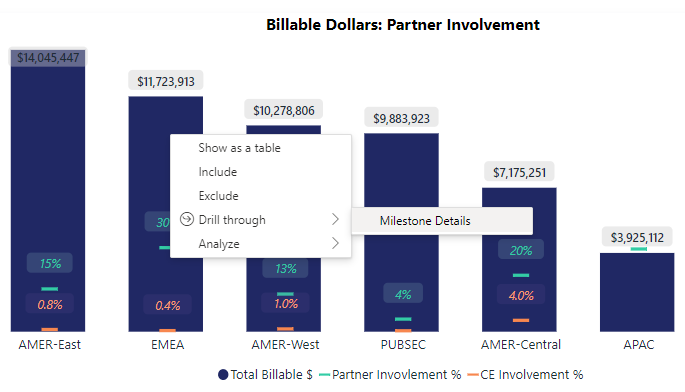 Billable Dollars: Partner Involvement
$14,045,447
$11,723,913
$10,278,806
$9,883,923
$7,175,251
$3,925,112
Show as a table
Include
Exclude
Drill through
Analyze
Milestone Details
15%
30
13%
4%
20%
0.8%
0.4%
1.0%
4.0%
AMER-East
EMEA
AMER-West
PUBSEC
AMER-Central
APAC
Total Billable $
Partner Invovlement %
CE Involvement %